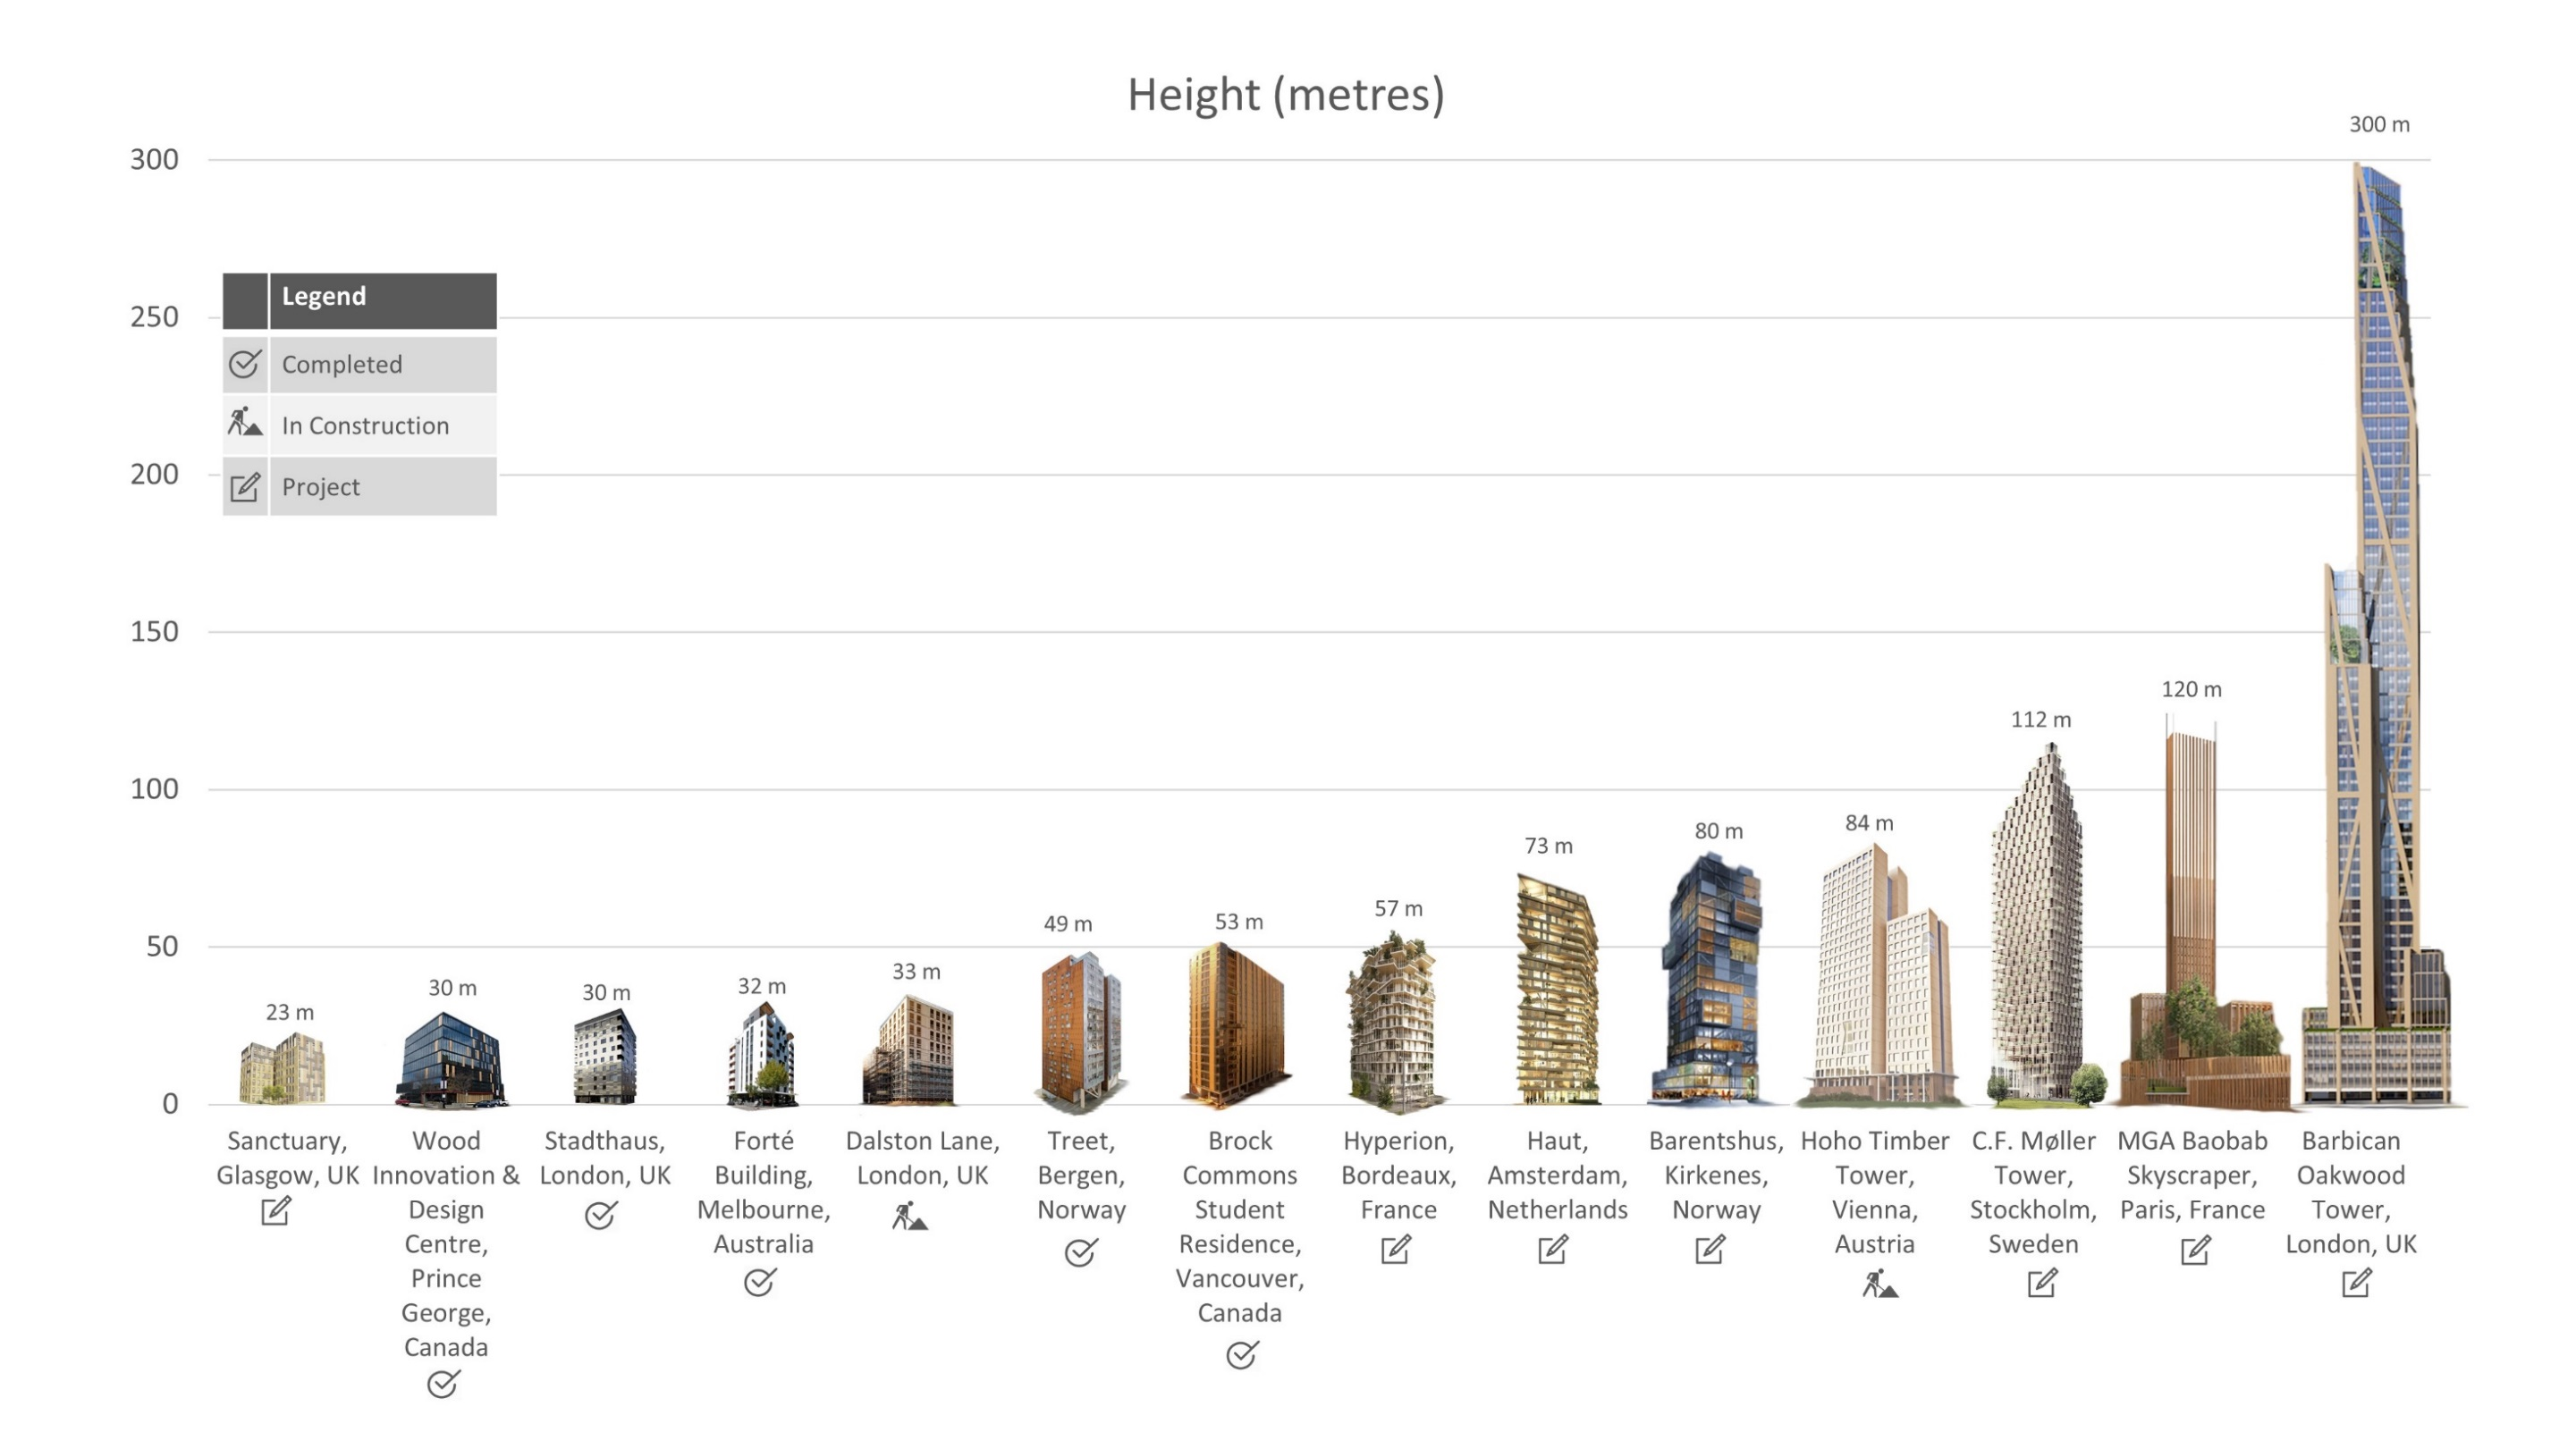 Height (metres)
300 m
300
250
200
150
100
50
0
Legend
Completed
In Construction
Project
23 m
30 m
30 m
32 m
33 m
49 m
53 m
57 m
73 m
80 m
84 m
112 m
120 m
Sanctuary,
Glasgow, UK
Wood
Innovation &
Design
Centre,
Prince
George,
Canada
Stadthaus,
London, UK
Forté
Building,
Melbourne,
Australia
Dalston Lane,
London, UK
Treet,
Bergen,
Norway
Brock
Commons
Student
Residence,
Vancouver,
Canada
Hyperion,
Bordeaux,
France
Haut,
Amsterdam,
Netherlands
Barentshus,
Kirkenes,
Norway
Hoho Timber
Tower,
Vienna,
Austria
C.F. Møller
Tower,
Stockholm,
Sweden
MGA Baobab
Skyscraper,
Paris, France
Barbican
Oakwood
Tower,
London, UK